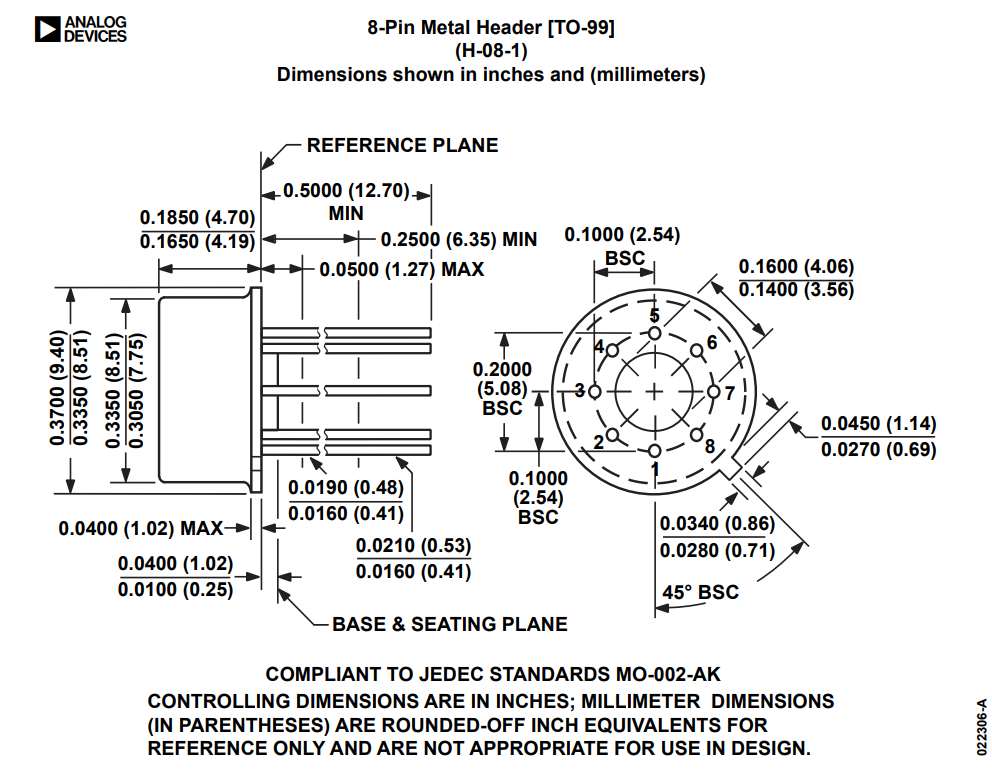 ANALOG
DEVICES
8-Pin Metal Header [TO-99]
(H-08-1)
Dimensions shown in inches and (millimeters)
REFERENCE PLANE
0.5000 (12.70)
MIN
0.1850 (4.70)
0.1650 (4.19)
0.2500 (6.35) MIN
0.0500 (1.27) MAX
0.1000 (2.54)
BSC
0.1600 (4.06)
0.1400 (3.56)
0.3700 (9.40)
0.3350 (8.51)
0.3350 (8.51)
0.3050 (7.75)
5
4
6
3
7
2
8
1
0.2000
(5.08)
BSC
0.1000
(2.54)
BSC
0.0450 (1.14)
0.0270 (0.69)
0.0190 (0.48)
0.0160 (0.41)
0.0400 (1.02) MAX
0.0210 (0.53)
0.0160 (0.41)
0.0340 (0.86)
0.0280 (0.71)
0.0400 (1.02)
0.0100 (0.25)
45° BSC
BASE & SEATING PLANE
COMPLIANT TO JEDEC STANDARDS MO-002-AK
CONTROLLING DIMENSIONS ARE IN INCHES; MILLIMETER DIMENSIONS
(IN PARENTHESES) ARE ROUNDED-OFF INCH EQUIVALENTS FOR
REFERENCE ONLY AND ARE NOT APPROPRIATE FOR USE IN DESIGN.
022306-A